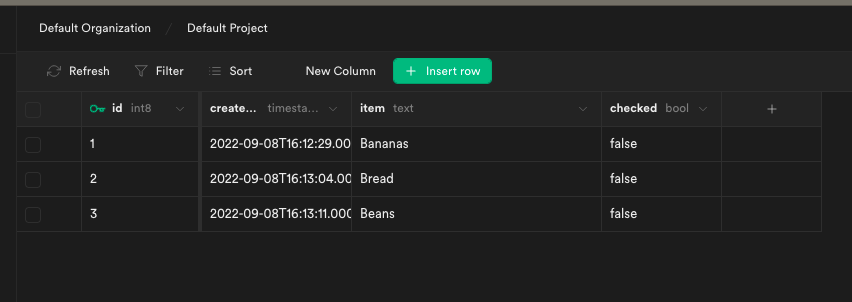 Default Organization / Default Project
Refresh Filter Sort New Column + Insert row
id int8 create... timesta... item text checked bool +
1 2022-09-08T16:12:29.00 Bananas false
2 2022-09-08T16:13:04.00 Bread false
3 2022-09-08T16:13:11.000 Beans false